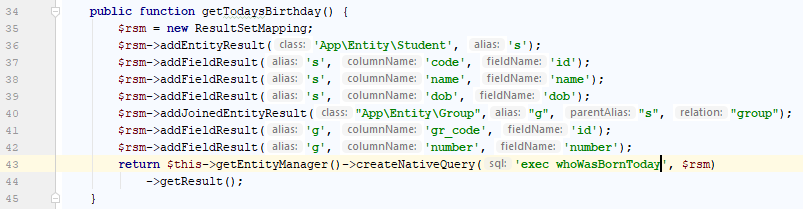 34 public function getTodaysBirthday() {
35 $rsm = new ResultSetMapping;
36 $rsm->addEntityResult( class: 'App\Entity\Student', alias: 's');
37 $rsm->addFieldResult( alias: 's', columnName: 'code', fieldName: 'id');
38 $rsm->addFieldResult( alias: 's', columnName: 'name', fieldName: 'name');
39 $rsm->addFieldResult( alias: 's', columnName: 'dob', fieldName: 'dob');
40 $rsm->addJoinedEntityResult( class: "App\Entity\Group", alias: "g", parentAlias: "s", relation: "group");
41 $rsm->addFieldResult( alias: 'g', columnName: 'gr_code', fieldName: 'id');
42 $rsm->addFieldResult( alias: 'g', columnName: 'number', fieldName: 'number');
43 return $this->getEntityManager()->createNativeQuery( sql: 'exec whoWasBornToday', $rsm)
44 ->getResult();
45 }